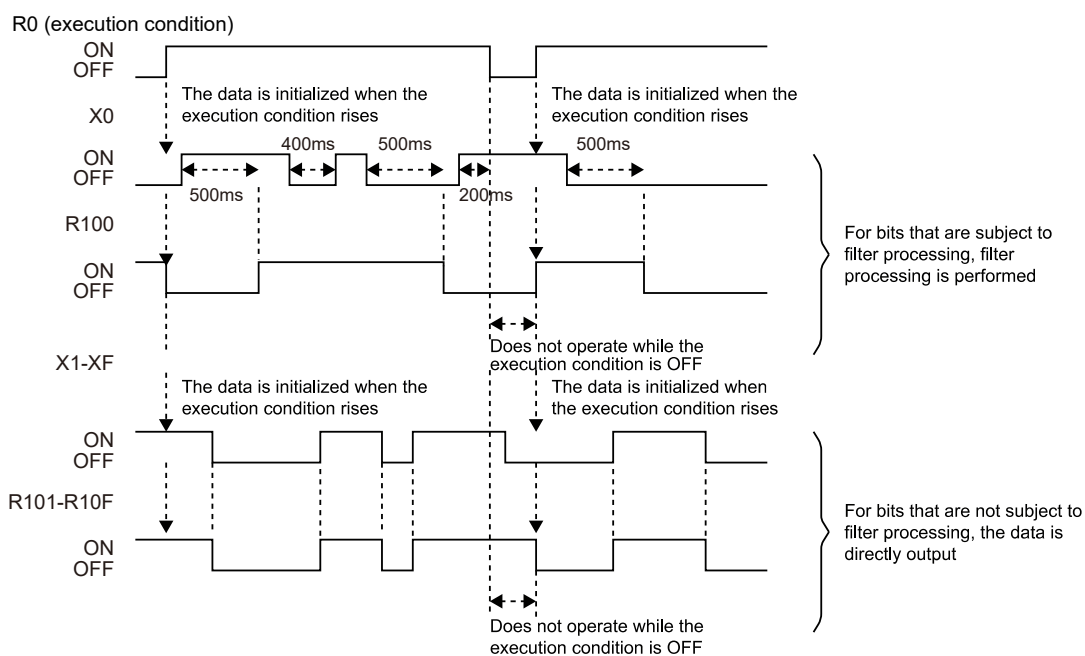 R0 (execution condition)
ON
OFF
The data is initialized when the
execution condition rises
The data is initialized when the
execution condition rises
X0
400ms
500ms
500ms
ON
OFF
500ms
200ms
R100
For bits that are subject to
filter processing, filter
processing is performed
ON
OFF
Does not operate while the
execution condition is OFF
X1-XF
The data is initialized when the
execution condition rises
The data is initialized when
the execution condition rises
ON
OFF
R101-R10F
For bits that are not subject to
filter processing, the data is
directly output
ON
OFF
Does not operate while the
execution condition is OFF